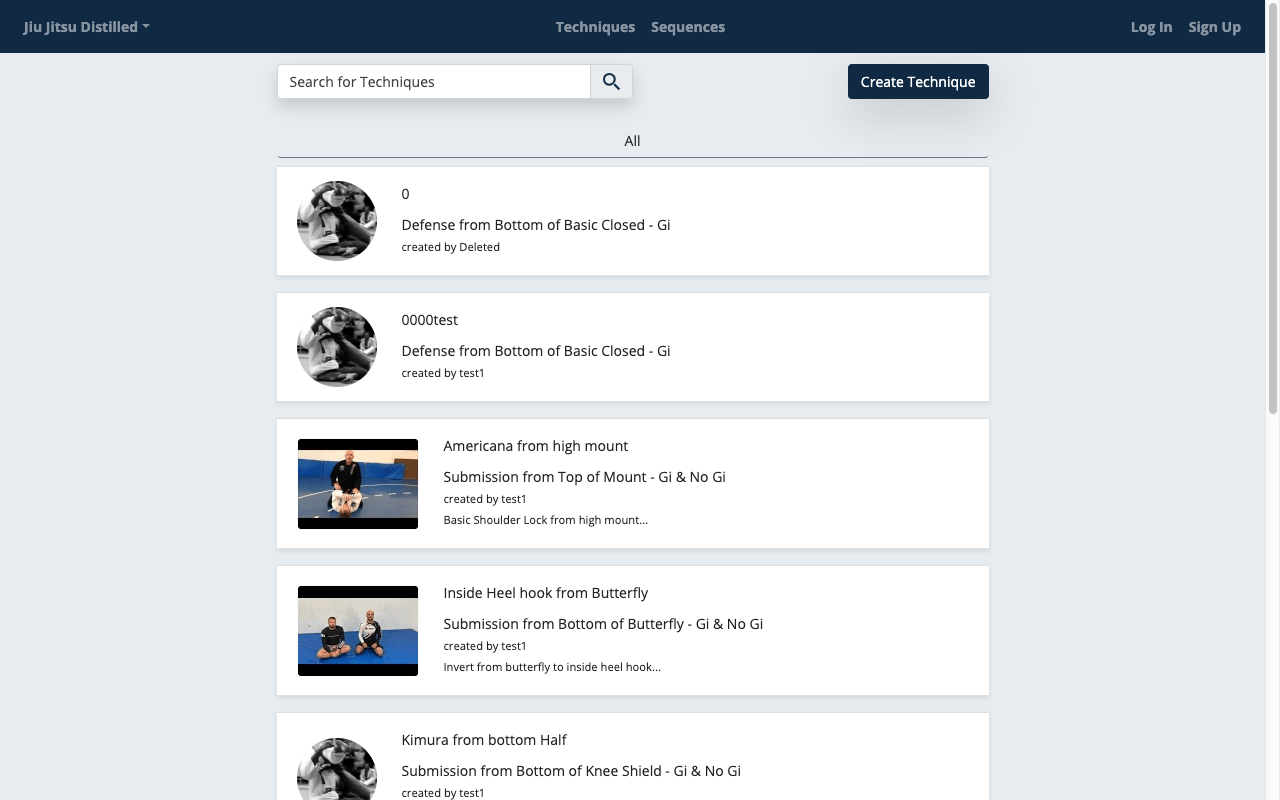 Jiu Jitsu Distilled
Techniques
Sequences
Log In
Sign Up
Search for Techniques
Create Technique
All
0
Defense from Bottom of Basic Closed - Gi
created by Deleted
0000test
Defense from Bottom of Basic Closed - Gi
created by test1
Americana from high mount
Submission from Top of Mount - Gi & No Gi
created by test1
Basic Shoulder Lock from high mount...
Inside Heel hook from Butterfly
Submission from Bottom of Butterfly - Gi & No Gi
created by test1
Invert from butterfly to inside heel hook...
Kimura from bottom Half
Submission from Bottom of Knee Shield - Gi & No Gi
created by test1